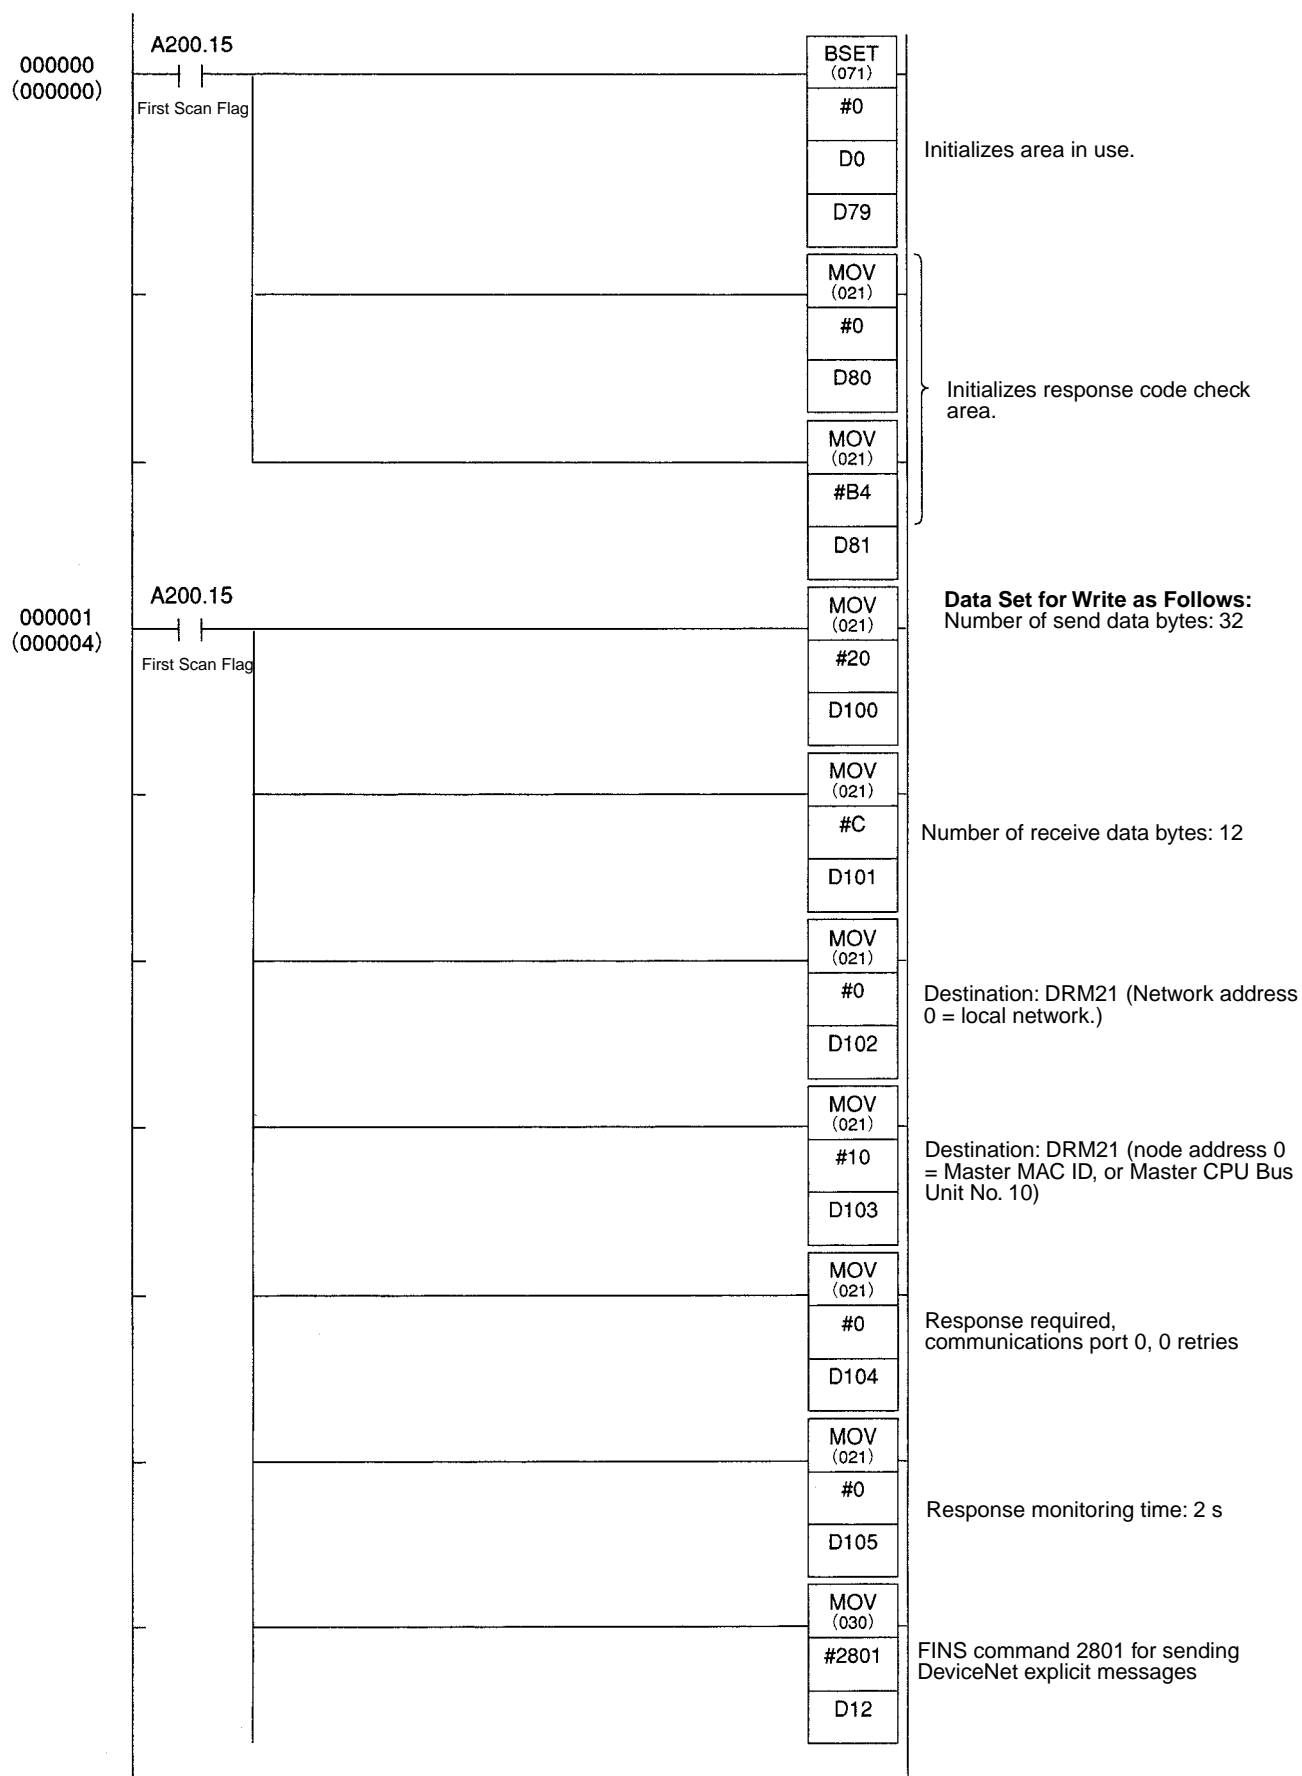 000000
(000000)
A200.15
First Scan Flag
BSET
(071)
#0
D0
D79
Initializes area in use.
MOV
(021)
#0
D80
MOV
(021)
#B4
D81
Initializes response code check
area.
000001
(000004)
A200.15
First Scan Flag
MOV
(021)
#20
D100
Data Set for Write as Follows:
Number of send data bytes: 32
MOV
(021)
#C
D101
Number of receive data bytes: 12
MOV
(021)
#0
D102
Destination: DRM21 (Network address
0 = local network.)
MOV
(021)
#10
D103
Destination: DRM21 (node address 0
= Master MAC ID, or Master CPU Bus
Unit No. 10)
MOV
(021)
#0
D104
Response required,
communications port 0, 0 retries
MOV
(021)
#0
D105
Response monitoring time: 2 s
MOV
(030)
#2801
D12
FINS command 2801 for sending
DeviceNet explicit messages